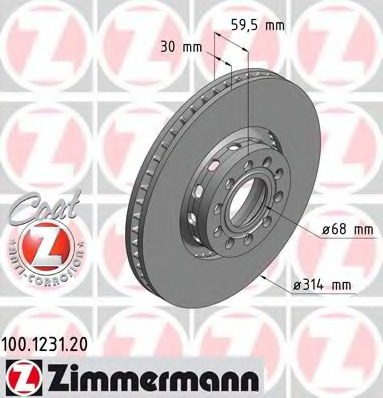 59,5 mm
30 mm
ø68 mm
ø314 mm
Coat
Z
ANTI-CORROSION
100.1231.20
Z Zimmermann